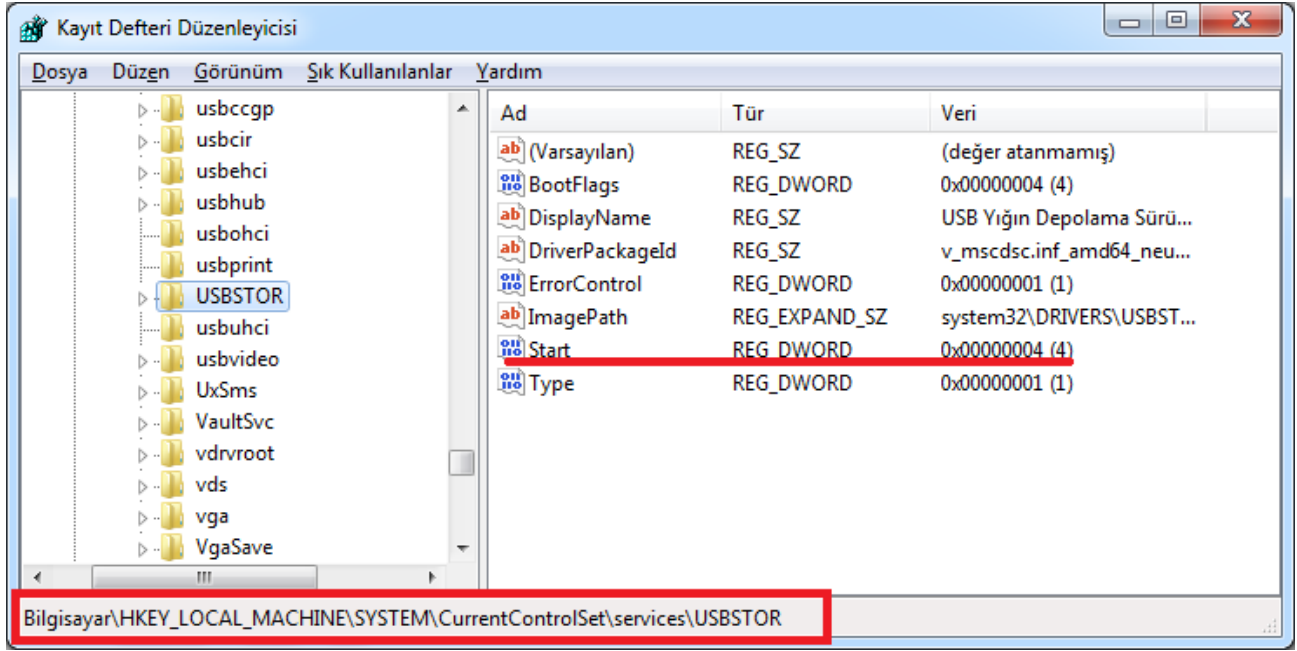 Kayıt Defteri Düzenleyicisi
Dosya Düzen Görünüm Sık Kullanılanlar Yardım
usbccgp
usbcir
usbehci
usbhub
usbohci
usbprint
USBSTOR
usbuhci
usbvideo
UxSms
VaultSvc
vdrvroot
vds
vga
VgaSave
Ad Tür Veri
(Varsayılan) REG_SZ (değer atanmamış)
BootFlags REG_DWORD 0x00000004 (4)
DisplayName REG_SZ USB Yığın Depolama Sürü...
DriverPackageId REG_SZ v_mscdsc.inf_amd64_neu...
ErrorControl REG_DWORD 0x00000001 (1)
ImagePath REG_EXPAND_SZ system32\DRIVERS\USBST...
Start REG_DWORD 0x00000004 (4)
Type REG_DWORD 0x00000001 (1)
Bilgisayar\HKEY_LOCAL_MACHINE\SYSTEM\CurrentControlSet\services\USBSTOR